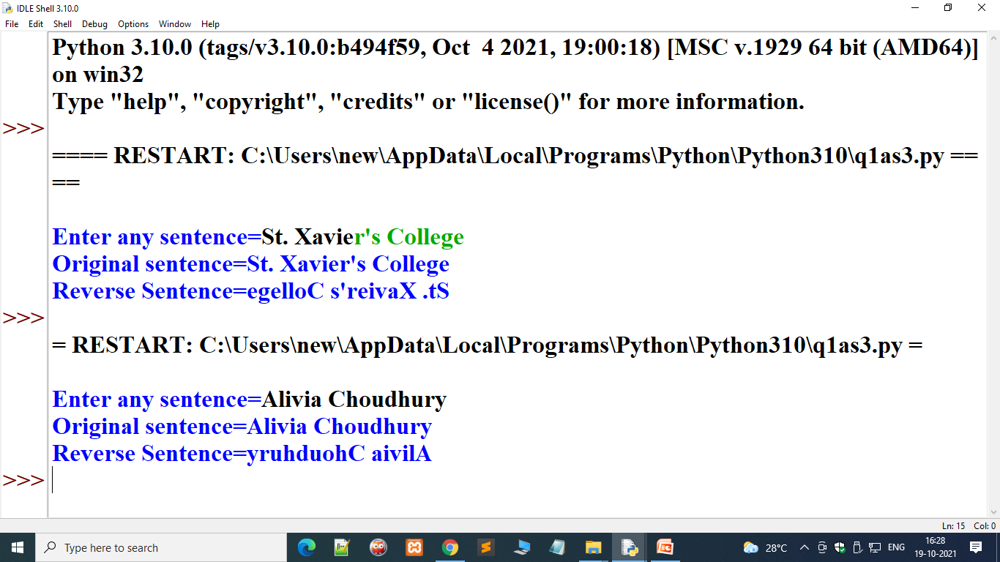 IDLE Shell 3.10.0
File Edit Shell Debug Options Window Help
Python 3.10.0 (tags/v3.10.0:b494f59, Oct  4 2021, 19:00:18) [MSC v.1929 64 bit (AMD64)]
on win32
Type "help", "copyright", "credits" or "license()" for more information.
>>>
==== RESTART: C:\Users\new\AppData\Local\Programs\Python\Python310\q1as3.py ==
==
Enter any sentence=St. Xavier's College
Original sentence=St. Xavier's College
Reverse Sentence=egelloC s'reivaX .tS
>>>
= RESTART: C:\Users\new\AppData\Local\Programs\Python\Python310\q1as3.py =
Enter any sentence=Alivia Choudhury
Original sentence=Alivia Choudhury
Reverse Sentence=yruhduohC aivilA
>>>
Ln: 15 Col: 0
Type here to search
28°C
ENG
16:28
19-10-2021